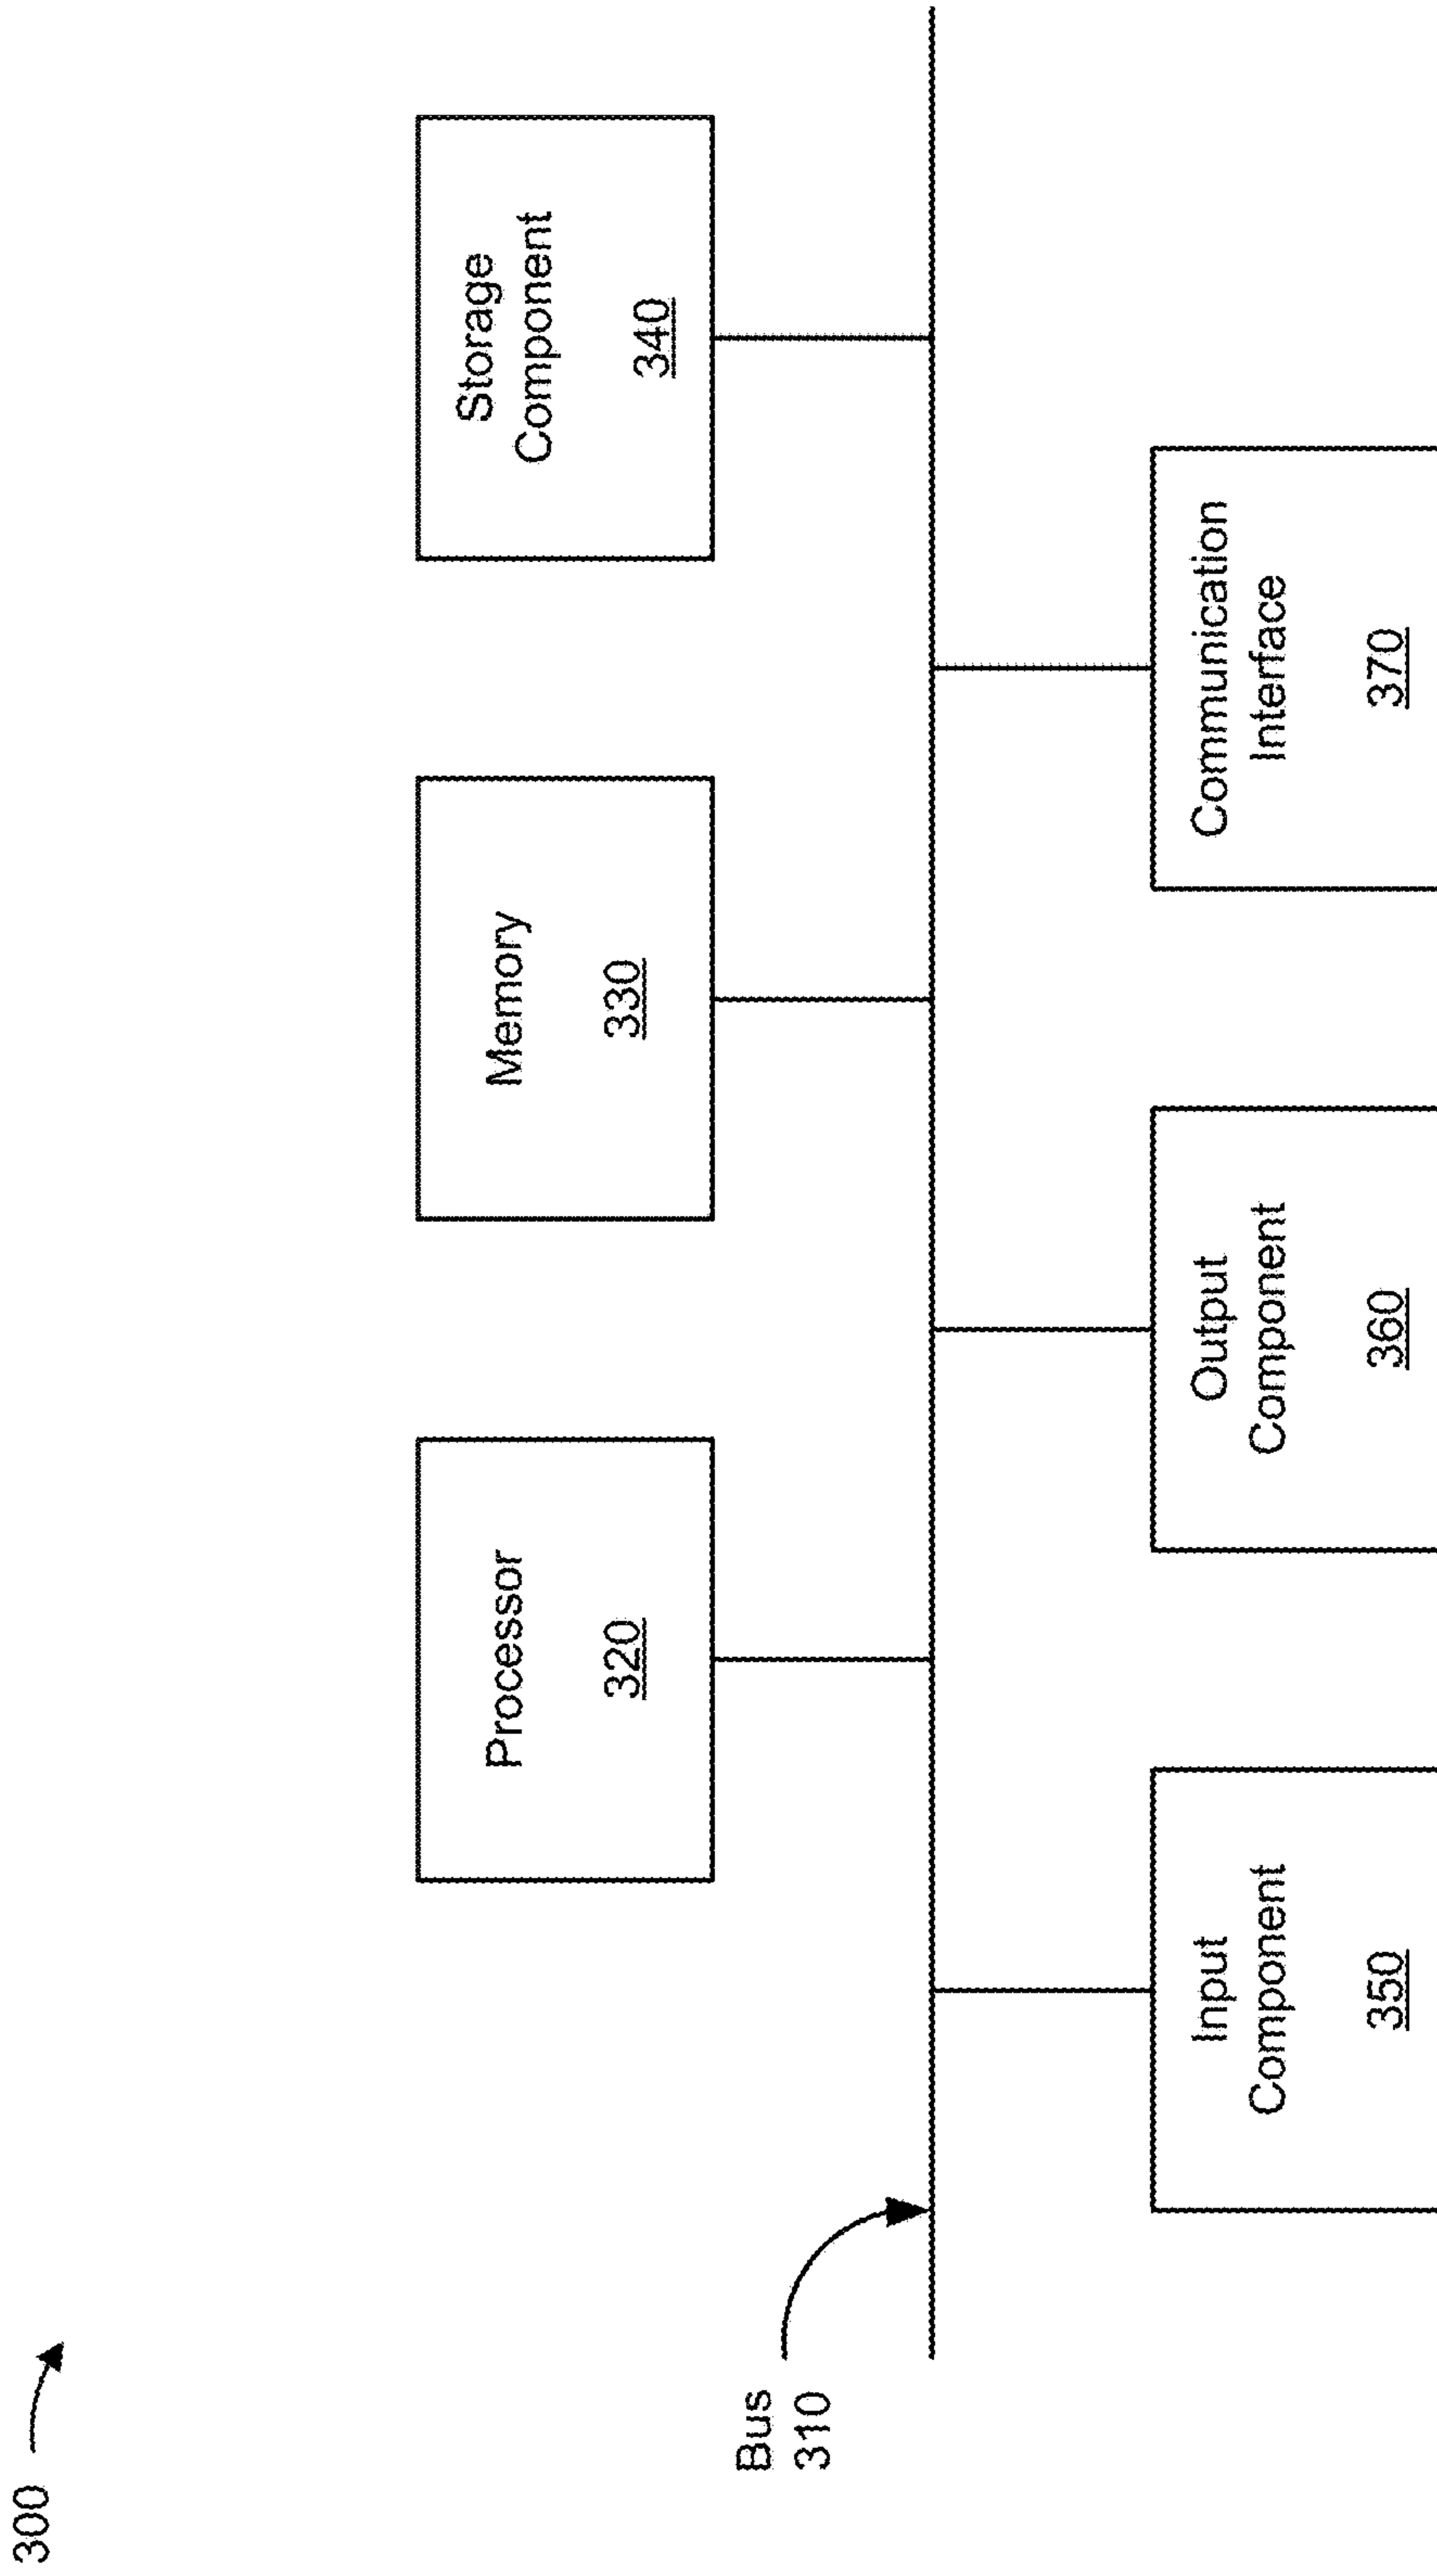 300
Processor
320
Memory
330
Storage
Component
340
Bus
310
Input
Component
350
Output
Component
360
Communication
Interface
370